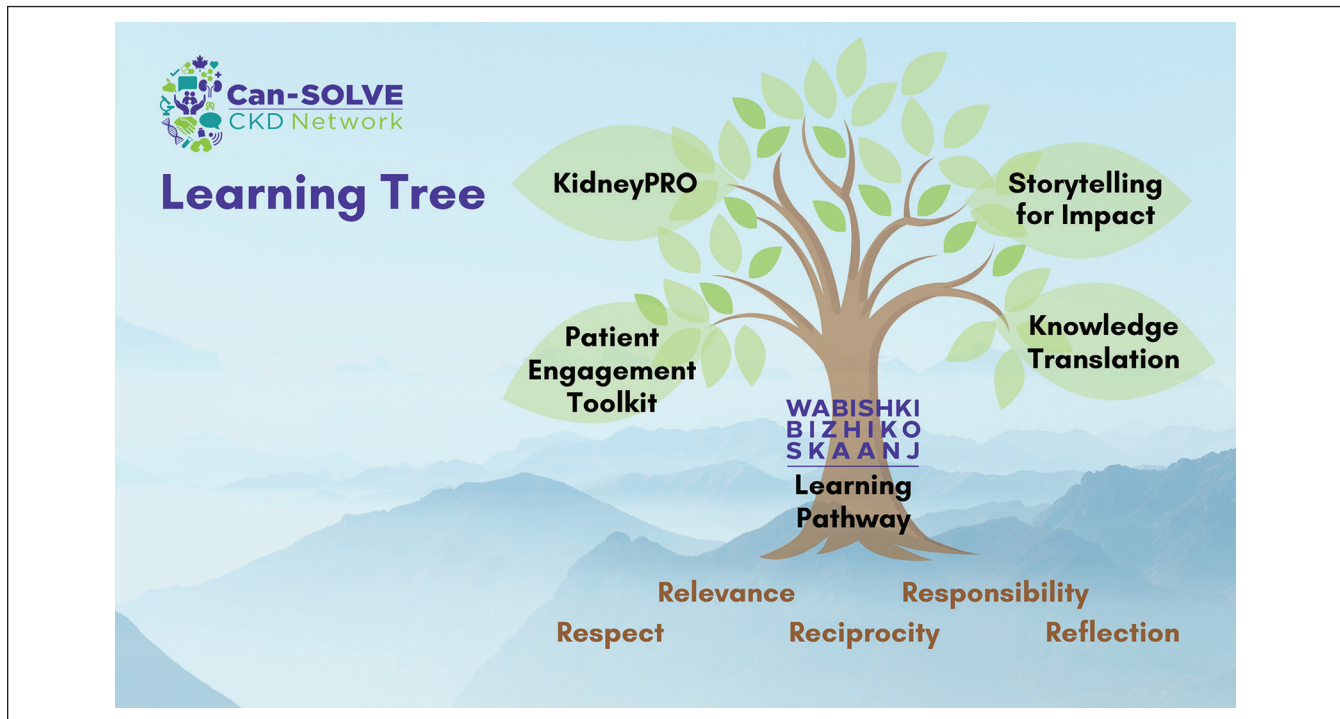 Can-SOLVE
CKD Network
Learning Tree
KidneyPRO
Storytelling
for Impact
Patient
Engagement
Toolkit
Knowledge
Translation
WABISHKI
BIZHIKO
SKAANJ
Learning
Pathway
Relevance
Responsibility
Respect
Reciprocity
Reflection